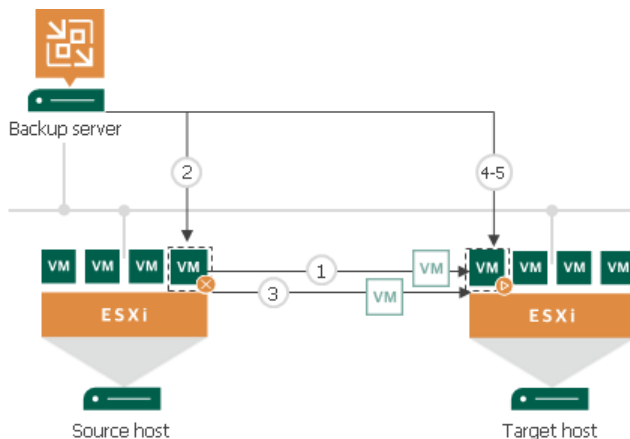 Backup server
2
4-5
VM
VM
VM
VM
1
VM
VM
VM
VM
VM
3
VM
ESXi
ESXi
Source host
Target host